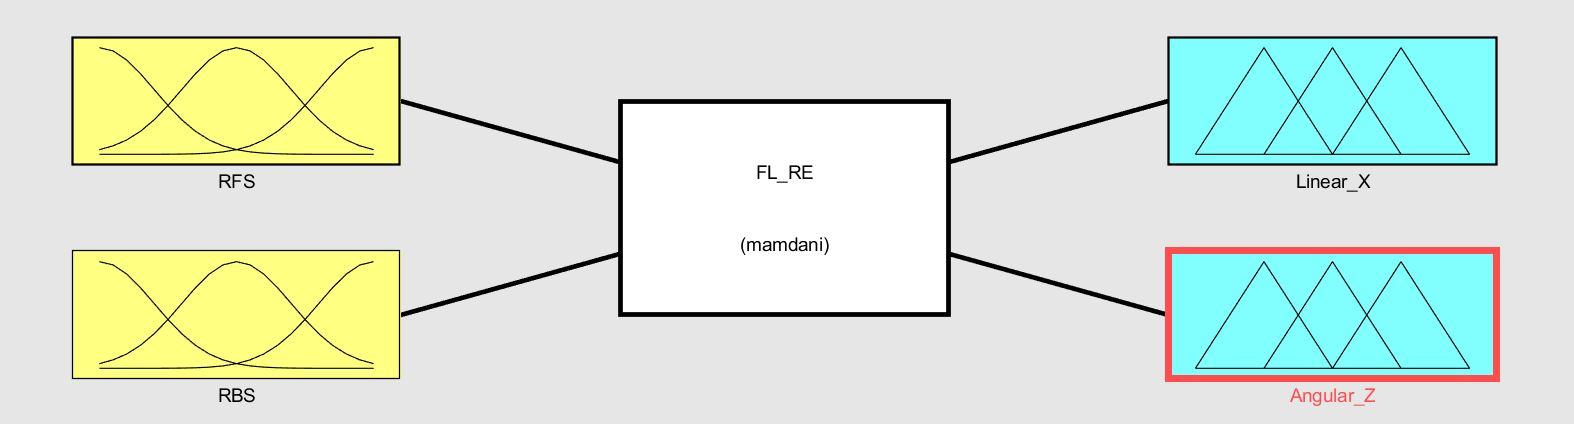 RFS
FL_RE
(mamdani)
Linear_X
RBS
Angular_Z